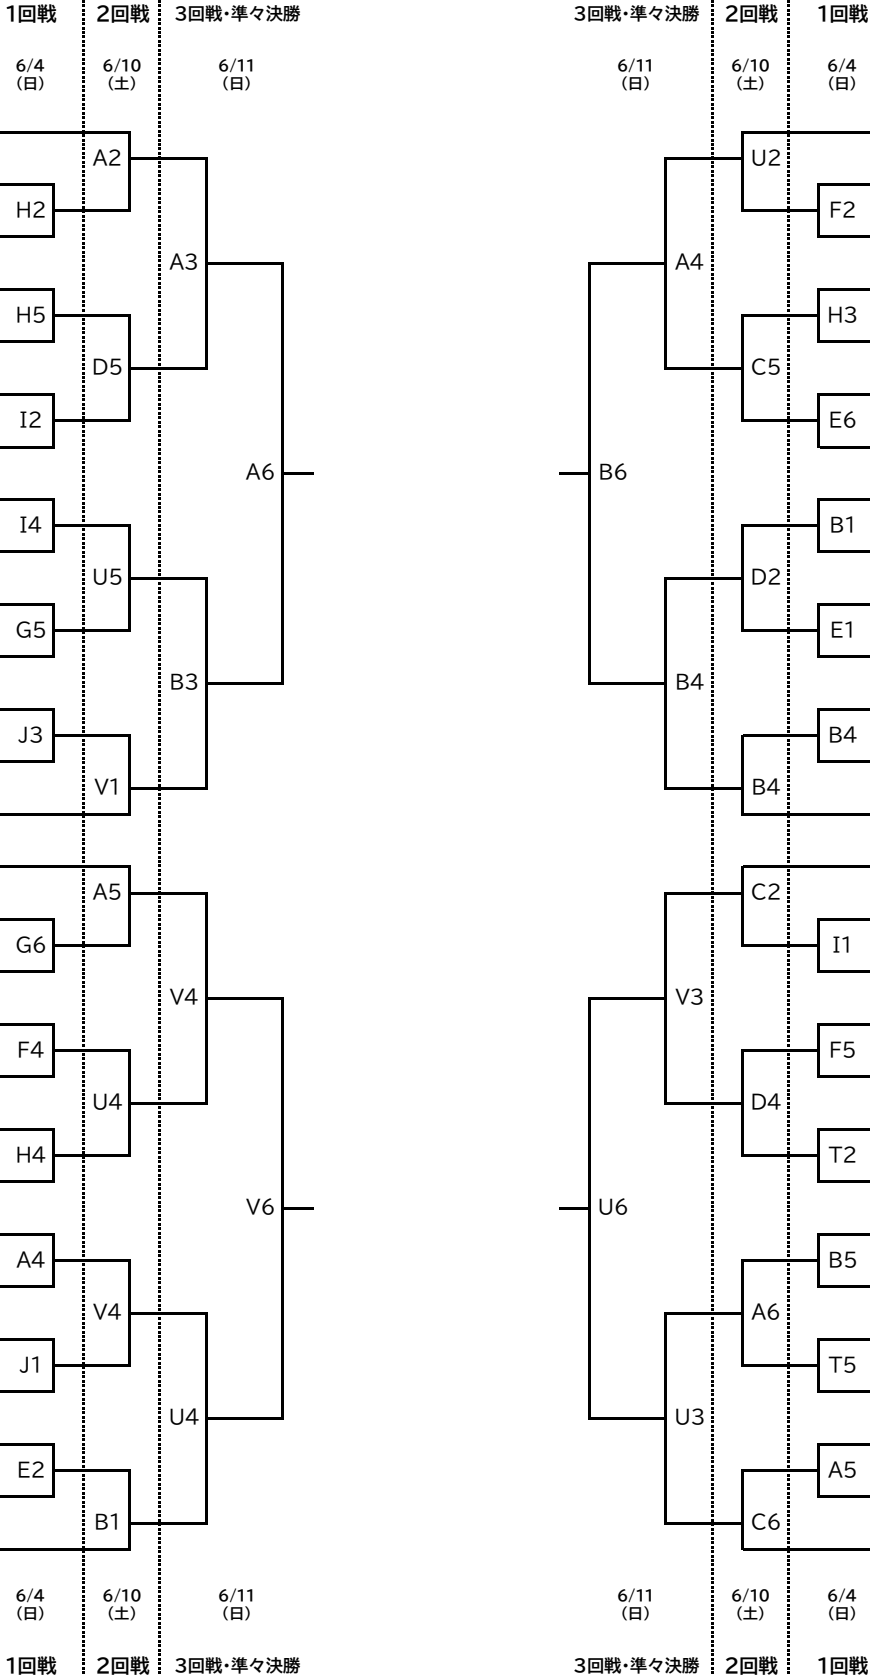 1回戦 2回戦 3回戦・準々決勝 3回戦・準々決勝 2回戦 1回戦
6/4 6/10 6/11 6/11 6/10 6/4
(日) (土) (日) (日) (土) (日)
A2 U2
H2 F2
A3 A4
H5 H3
D5 C5
I2 E6
A6 B6
I4 B1
U5 D2
G5 E1
B3 B4
J3 B4
V1 B4
A5 C2
G6 I1
V4 V3
F4 F5
U4 D4
H4 T2
V6 U6
A4 B5
V4 A6
J1 T5
U4 U3
E2 A5
B1 C6
6/4 6/10 6/11 6/11 6/10 6/4
(日) (土) (日) (日) (土) (日)
1回戦 2回戦 3回戦・準々決勝 3回戦・準々決勝 2回戦 1回戦